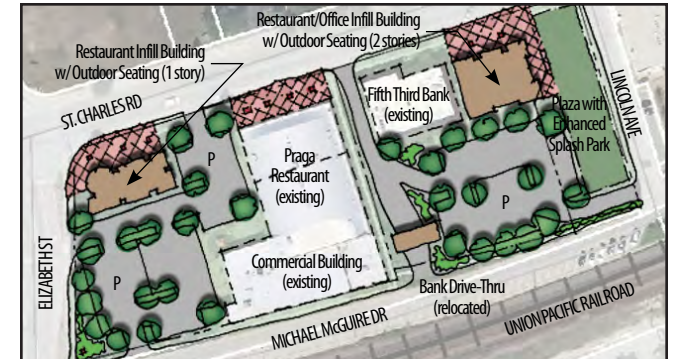 Restaurant/Office Infill Building
w/ Outdoor Seating (2 stories)
Restaurant Infill Building
w/ Outdoor Seating (1 story)
ST. CHARLES RD
LINCOLN AVE
Fifth Third Bank
(existing)
Plaza with
Enhanced
Splash Park
P
Praga
Restaurant
(existing)
P
ELIZABETH ST
P
Commercial Building
(existing)
Bank Drive-Thru
(relocated)
MICHAEL McGUIRE DR
UNION PACIFIC RAILROAD